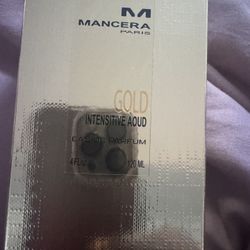 M
MANCERA
PARIS
GOLD
INTENSITIVE AOUD
EAU DE PARFUM
4 FL.OZ 120 ML